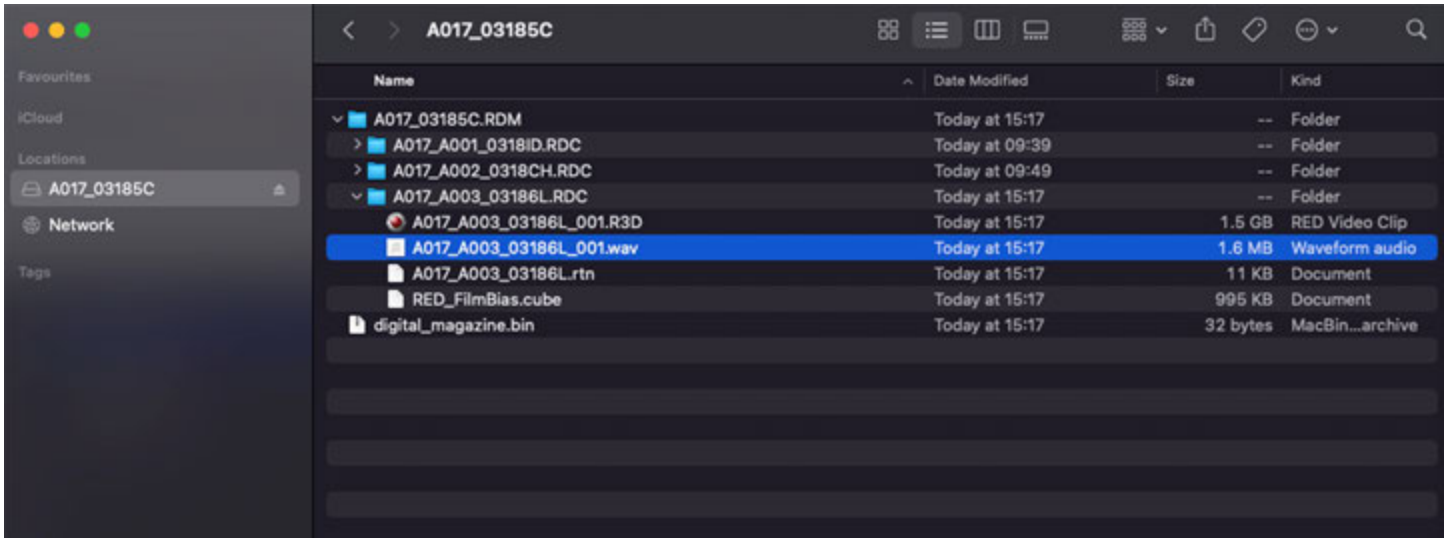 A017_03185C
Favourites
iCloud
Locations
A017_03185C
Network
Tags
Name Date Modified Size Kind
A017_03185C.RDM Today at 15:17 -- Folder
A017_A001_0318ID.RDC Today at 09:39 -- Folder
A017_A002_0318CH.RDC Today at 09:49 -- Folder
A017_A003_03186L.RDC Today at 15:17 -- Folder
A017_A003_03186L_001.R3D Today at 15:17 1.5 GB RED Video Clip
A017_A003_03186L_001.wav Today at 15:17 1.6 MB Waveform audio
A017_A003_03186L.rtn Today at 15:17 11 KB Document
RED_FilmBias.cube Today at 15:17 995 KB Document
digital_magazine.bin Today at 15:17 32 bytes MacBin...archive